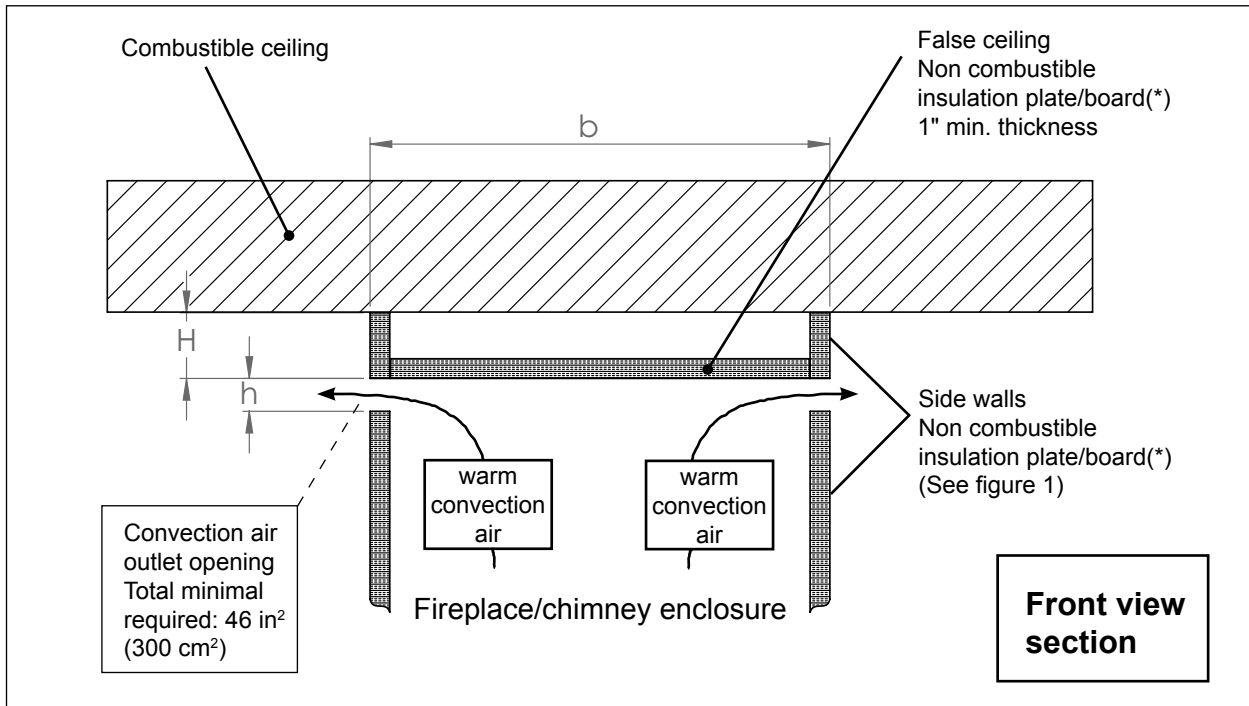 Combustible ceiling
False ceiling
Non combustible
insulation plate/board(*)
1" min. thickness
b
H
h
Side walls
Non combustible
insulation plate/board(*)
(See figure 1)
warm
convection
air
warm
convection
air
Convection air
outlet opening
Total minimal
required: 46 in²
(300 cm²)
Fireplace/chimney enclosure
Front view
section